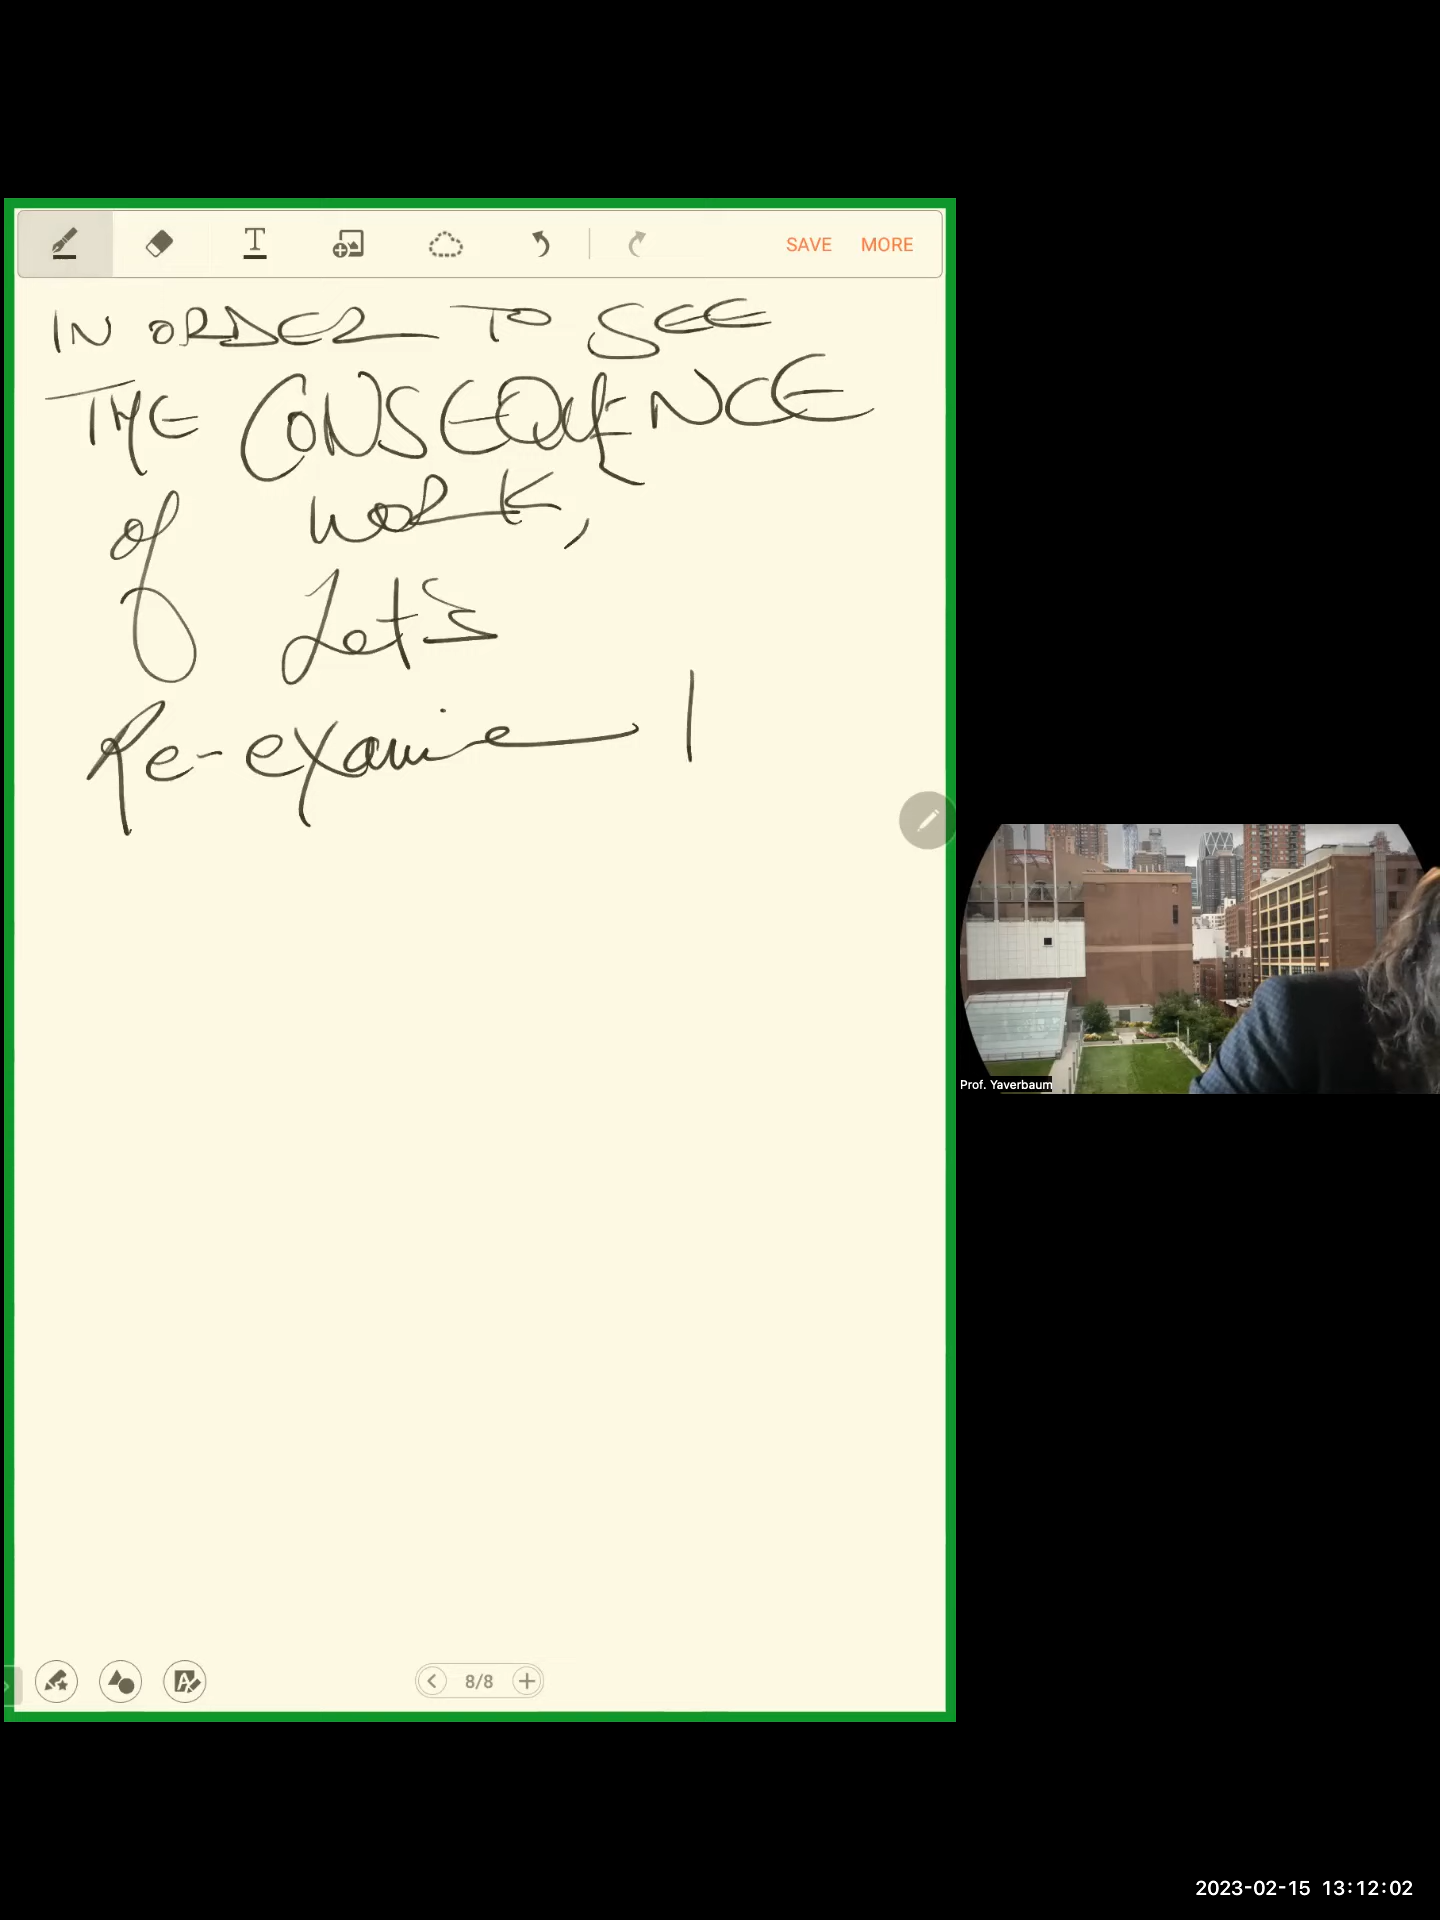 T SAVE MORE
IN ORDER TO SEE
THE CONSEQUENCE
of work,
Let's
Re-examine |
Prof. Yaverbaum
8/8
2023-02-15 13:12:02